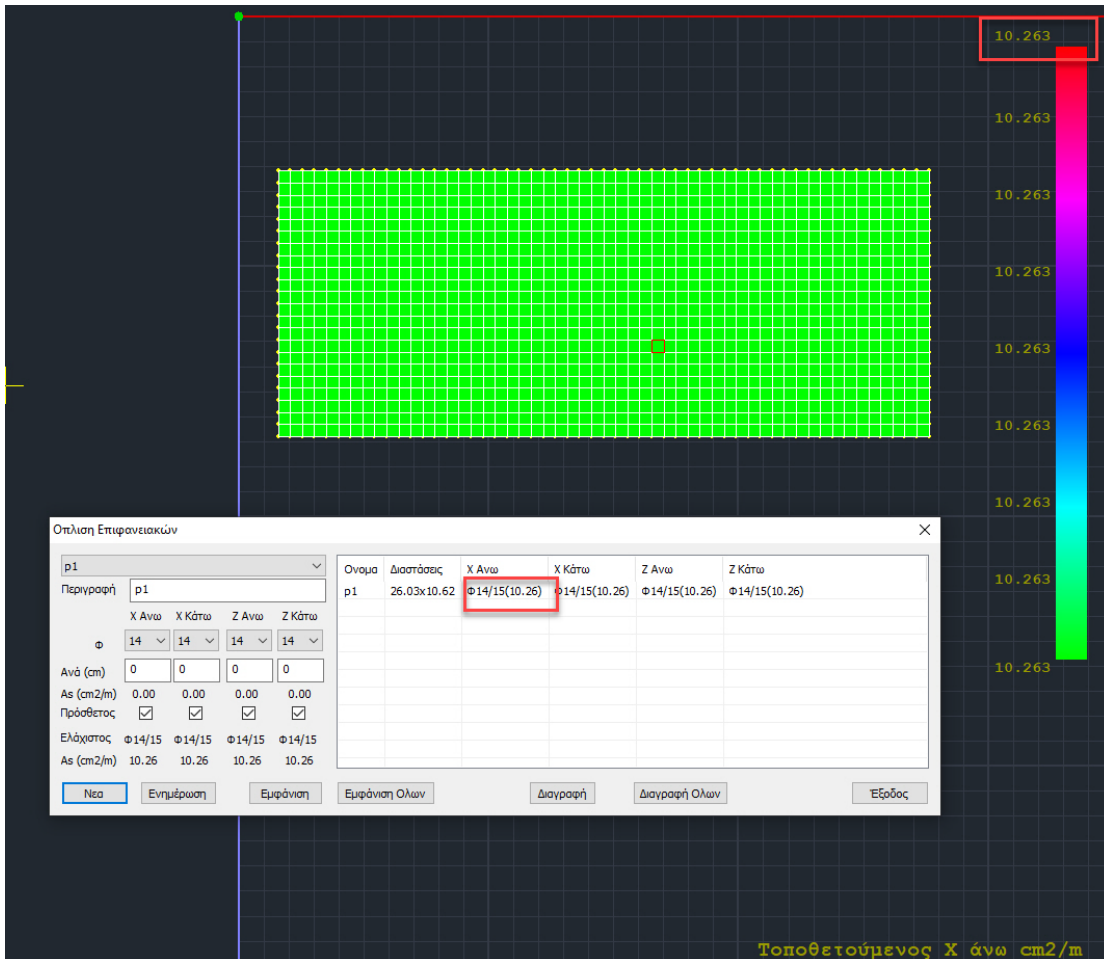 10.263
10.263
10.263
10.263
10.263
10.263
10.263
10.263
10.263
Οπλιση Επιφανειακών
p1
Περιγραφή p1
Χ Ανω Χ Κάτω Ζ Ανω Ζ Κάτω
Φ 14 14 14 14
Ανά (cm) 0 0 0 0
As (cm2/m) 0.00 0.00 0.00 0.00
Πρόσθετος
Ελάχιστος Φ14/15 Φ14/15 Φ14/15 Φ14/15
As (cm2/m) 10.26 10.26 10.26 10.26
Ονομα Διαστάσεις Χ Ανω Χ Κάτω Ζ Ανω Ζ Κάτω
p1 26.03x10.62 Φ14/15(10.26) Φ14/15(10.26) Φ14/15(10.26) Φ14/15(10.26)
Νεα Ενημέρωση Εμφάνιση Εμφάνιση Ολων Διαγραφή Διαγραφή Ολων Έξοδος
Τοποθετούμενος Χ άνω cm2/m